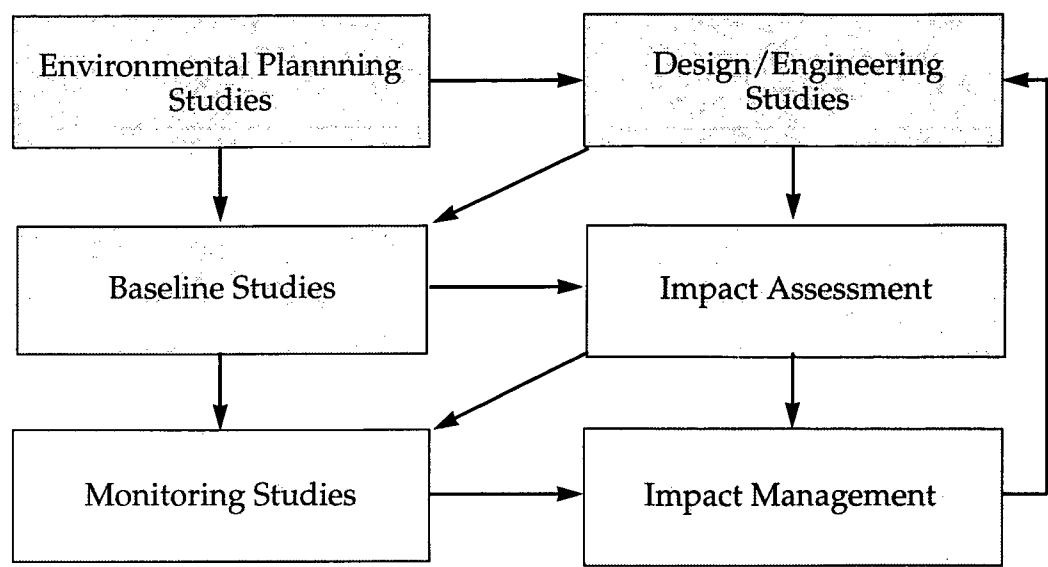 Environmental Plannning
Studies
Design/Engineering
Studies
Baseline Studies
Impact Assessment
Monitoring Studies
Impact Management